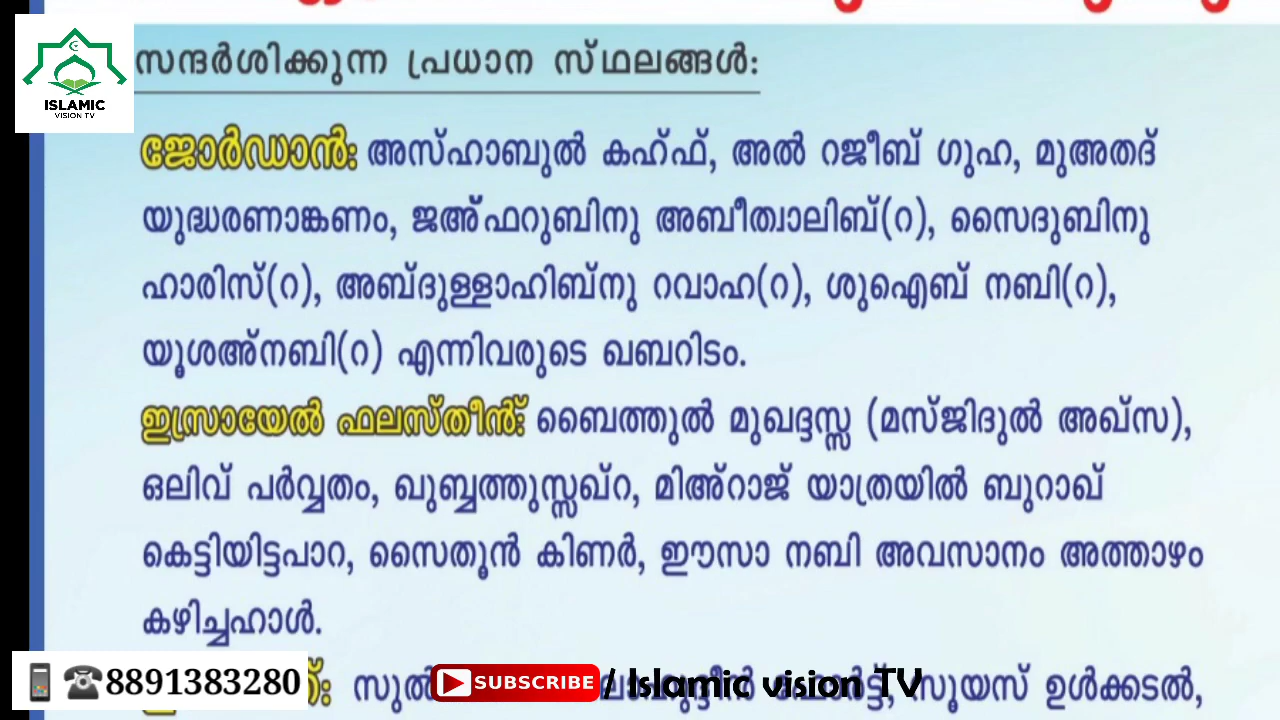 ISLAMIC
VISION TV
സന്ദർശിക്കുന്ന പ്രധാന സ്ഥലങ്ങൾ:
ജോർഡാൻ: അസ്ഹാബുൽ കഹ്ഫ്, അൽ റജീബ് ഗുഹ, മുഅതദ്
യുദ്ധരണാങ്കണം, ജഅ്ഫറുബിനു അബീത്വാലിബ്(റ), സൈദുബിനു
ഹാരിസ്(റ), അബ്ദുള്ളാഹിബ്നു റവാഹ(റ), ശുഐബ് നബി(റ),
യൂശഅ്നബി(റ) എന്നിവരുടെ ഖബറിടം.
ഇസ്രായേൽ ഫലസ്തീൻ: ബൈത്തുൽ മുഖദ്ദസ്സ (മസ്ജിദുൽ അഖ്സ),
ഒലിവ് പർവ്വതം, ഖുബ്ബത്തുസ്സഖ്റ, മിഅ്റാജ് യാത്രയിൽ ബുറാഖ്
കെട്ടിയിട്ടപാറ, സൈതൂൻ കിണർ, ഈസാ നബി അവസാനം അത്താഴം
കഴിച്ചഹാൾ.
സൂയസ് ഉൾക്കടൽ,
8891383280
SUBSCRIBE / Islamic vision TV